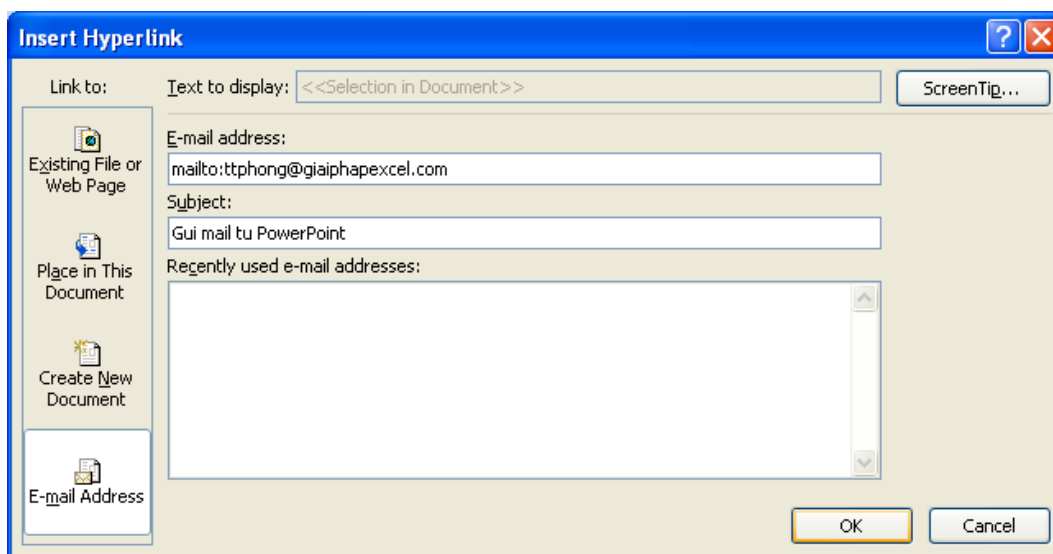 Insert Hyperlink
Link to:
Text to display: <<Selection in Document>>
ScreenTip...
Existing File or
Web Page
Place in This
Document
Create New
Document
E-mail Address
E-mail address:
mailto:ttphong@giaiphapexcel.com
Subject:
Gui mail tu PowerPoint
Recently used e-mail addresses:
OK
Cancel